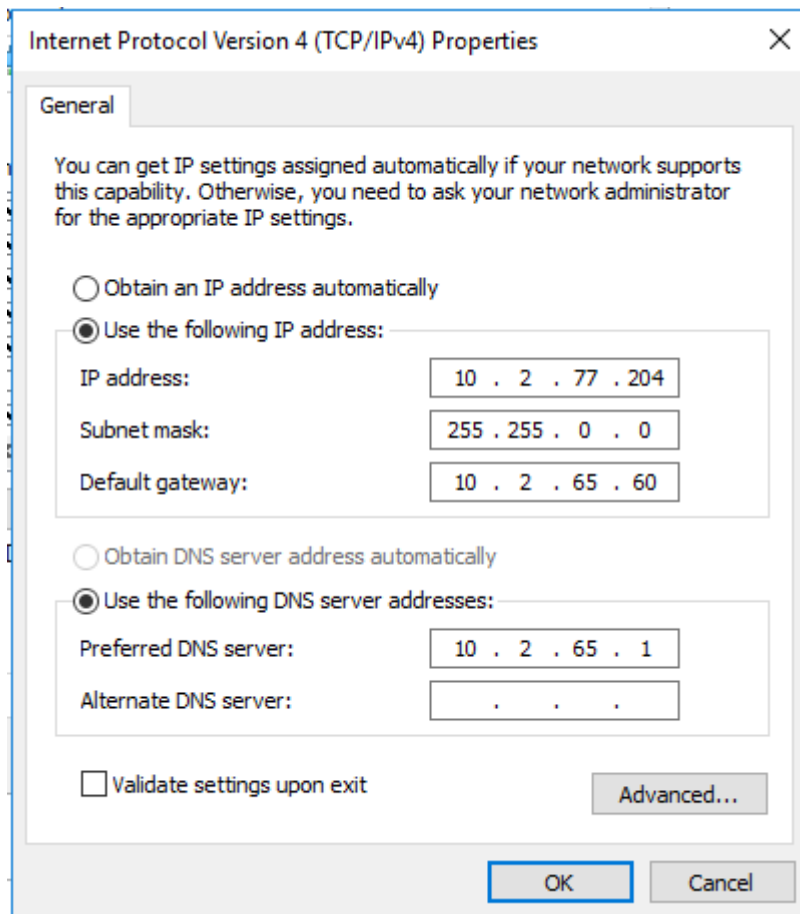 Internet Protocol Version 4 (TCP/IPv4) Properties
General
You can get IP settings assigned automatically if your network supports
this capability. Otherwise, you need to ask your network administrator
for the appropriate IP settings.
Obtain an IP address automatically
Use the following IP address:
IP address: 10 . 2 . 77 . 204
Subnet mask: 255 . 255 . 0 . 0
Default gateway: 10 . 2 . 65 . 60
Obtain DNS server address automatically
Use the following DNS server addresses:
Preferred DNS server: 10 . 2 . 65 . 1
Alternate DNS server: . . .
Validate settings upon exit
Advanced...
OK Cancel